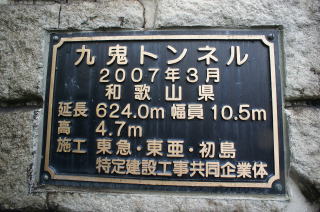 九鬼トンネル
2007年3月
和歌山県
延長 624.0m 幅員 10.5m
高 4.7m
施工 東急・東亜・初島
特定建設工事共同企業体